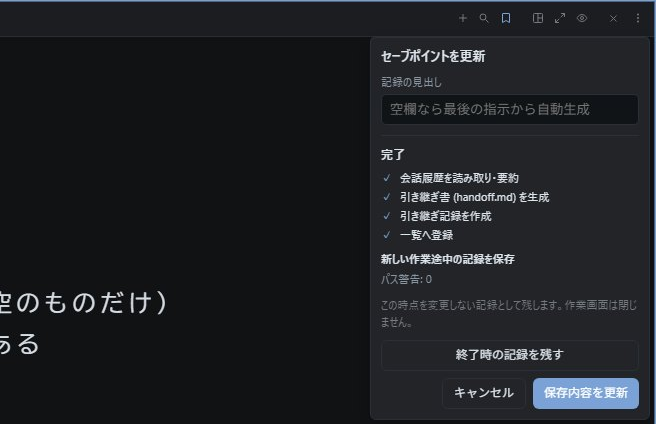 セーブポイントを更新
記録の見出し
空欄なら最後の指示から自動生成
完了
✓ 会話履歴を読み取り・要約
✓ 引き継ぎ書 (handoff.md) を生成
✓ 引き継ぎ記録を作成
✓ 一覧へ登録
新しい作業途中の記録を保存
パス警告: 0
空のものだけ）
この時点を変更しない記録として残します。作業画面は閉じ
ません。
ある
終了時の記録を残す
キャンセル 保存内容を更新